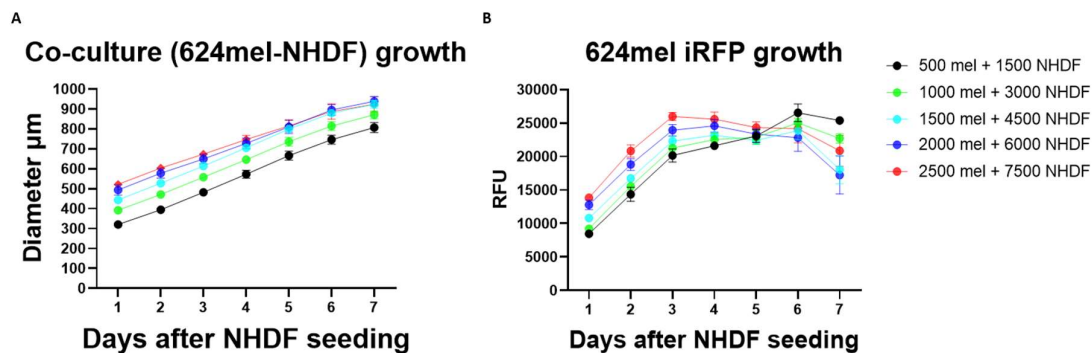 A
Co-culture (624mel-NHDF) growth
Diameter µm
1000
900
800
700
600
500
400
300
200
100
0
1 2 3 4 5 6 7
Days after NHDF seeding
B
624mel iRFP growth
RFU
30000
25000
20000
15000
10000
5000
0
1 2 3 4 5 6 7
Days after NHDF seeding
500 mel + 1500 NHDF
1000 mel + 3000 NHDF
1500 mel + 4500 NHDF
2000 mel + 6000 NHDF
2500 mel + 7500 NHDF